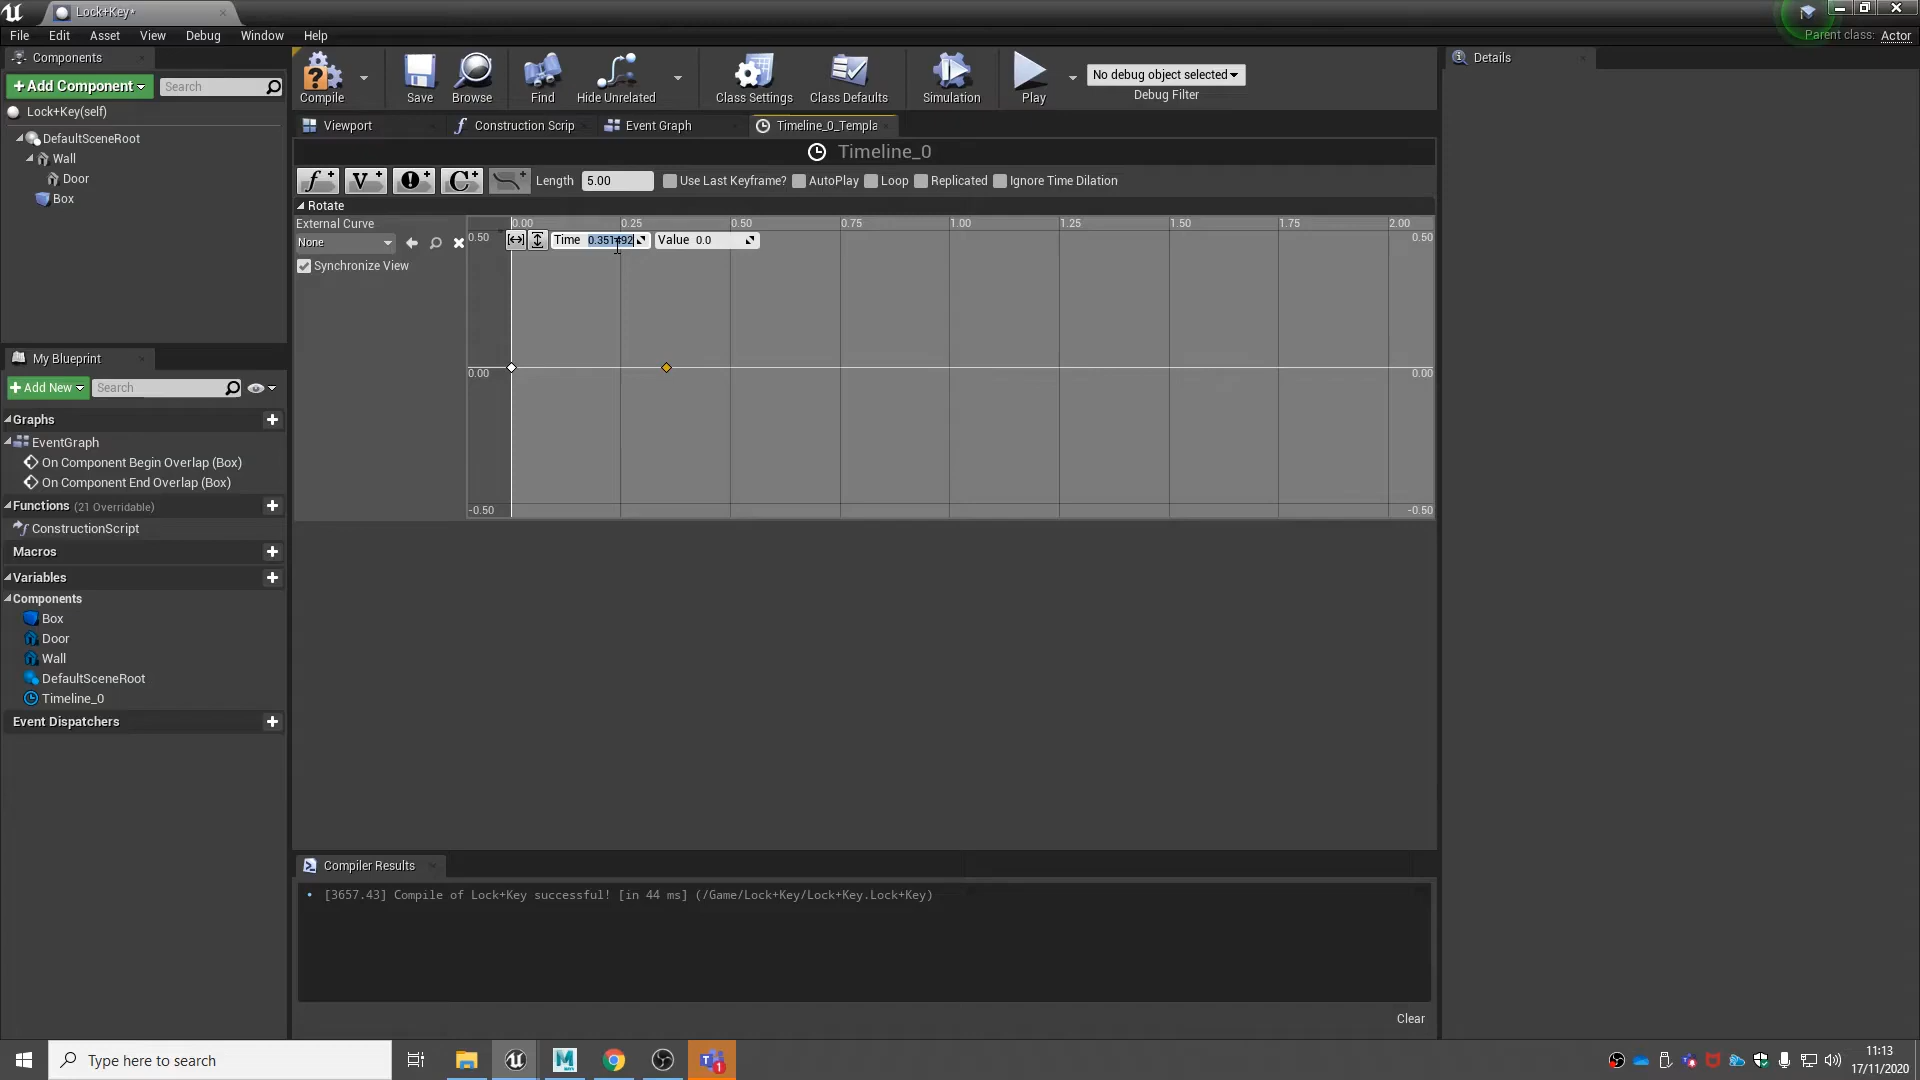 Lock+Key*
File Edit Asset View Debug Window Help
Parent class: Actor
Components
+ Add Component
Search
Lock+Key(self)
DefaultSceneRoot
Wall
Door
Box
Compile
Save
Browse
Find
Hide Unrelated
Class Settings
Class Defaults
Simulation
Play
No debug object selected
Debug Filter
Details
Viewport
Construction Scrip
Event Graph
Timeline_0_Templa
Timeline_0
Length 5.00 Use Last Keyframe? AutoPlay Loop Replicated Ignore Time Dilation
Rotate
External Curve
None
Synchronize View
0.00 0.25 0.50 0.75 1.00 1.25 1.50 1.75 2.00
0.50 Time 0.351492 Value 0.0 0.50
0.00 0.00
-0.50 -0.50
My Blueprint
+ Add New
Search
Graphs
EventGraph
On Component Begin Overlap (Box)
On Component End Overlap (Box)
Functions (21 Overridable)
ConstructionScript
Macros
Variables
Components
Box
Door
Wall
DefaultSceneRoot
Timeline_0
Event Dispatchers
Compiler Results
[3657.43] Compile of Lock+Key successful! [in 44 ms] (/Game/Lock+Key/Lock+Key.Lock+Key)
Clear
Type here to search
11:13
17/11/2020